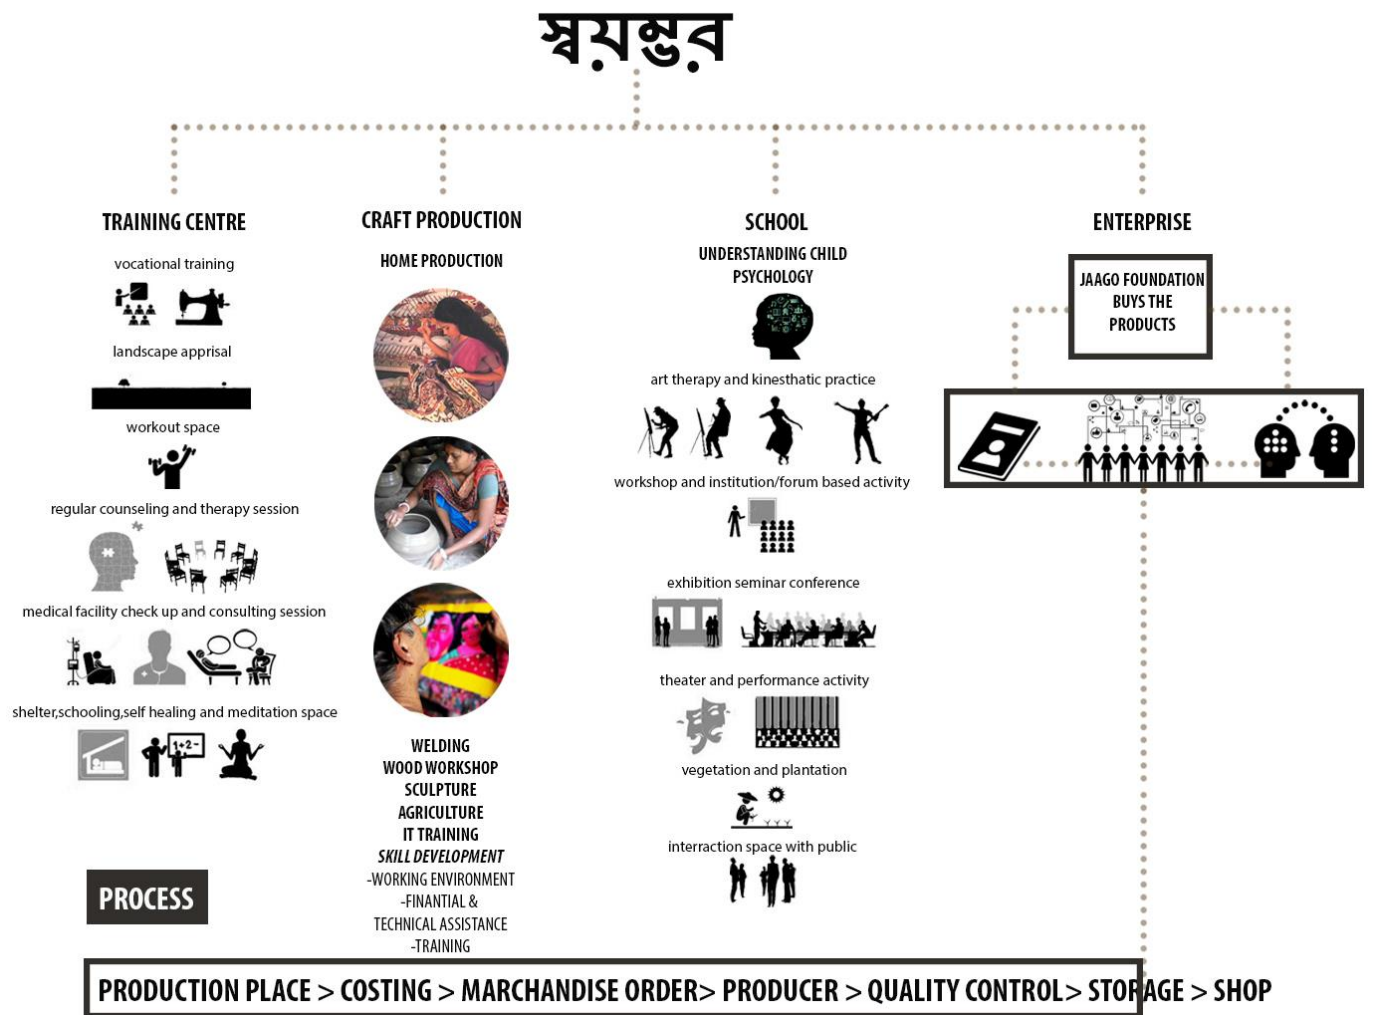 স্বয়ম্ভর
TRAINING CENTRE
vocational training
landscape apprisal
workout space
regular counseling and therapy session
medical facility check up and consulting session
shelter,schooling,self healing and meditation space
1+2-
CRAFT PRODUCTION
HOME PRODUCTION
WELDING
WOOD WORKSHOP
SCULPTURE
AGRICULTURE
IT TRAINING
SKILL DEVELOPMENT
-WORKING ENVIRONMENT
-FINANTIAL &
TECHNICAL ASSISTANCE
-TRAINING
SCHOOL
UNDERSTANDING CHILD
PSYCHOLOGY
art therapy and kinesthatic practice
workshop and institution/forum based activity
exhibition seminar conference
theater and performance activity
vegetation and plantation
interraction space with public
ENTERPRISE
JAAGO FOUNDATION
BUYS THE
PRODUCTS
PROCESS
PRODUCTION PLACE > COSTING > MARCHANDISE ORDER> PRODUCER > QUALITY CONTROL> STORAGE > SHOP